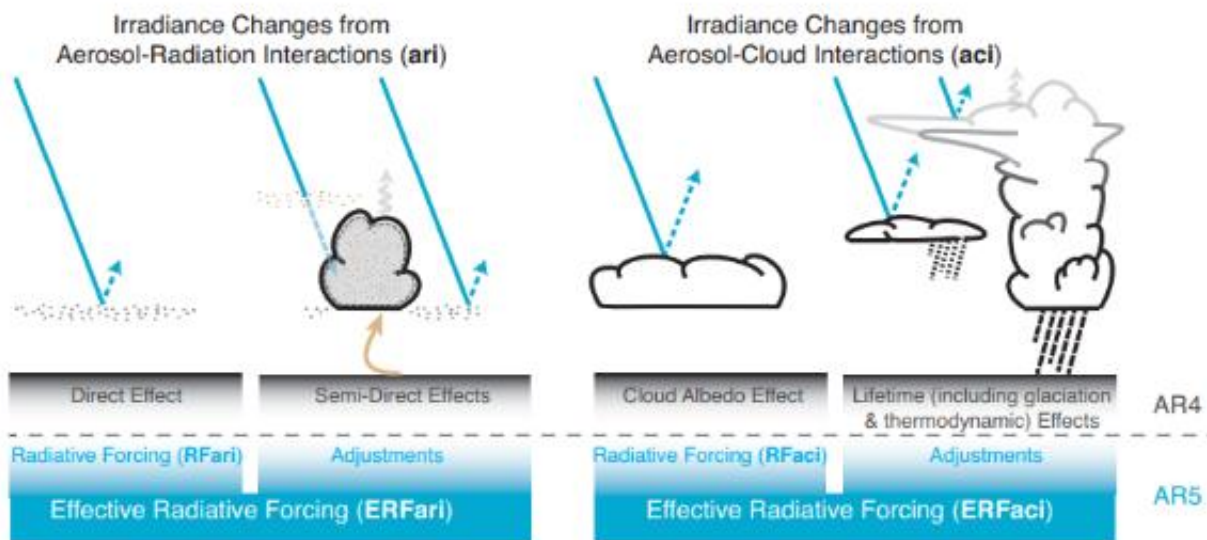 Irradiance Changes from
Aerosol-Radiation Interactions (ari)
Irradiance Changes from
Aerosol-Cloud Interactions (aci)
Direct Effect
Semi-Direct Effects
Cloud Albedo Effect
Lifetime (including glaciation
& thermodynamic) Effects
AR4
Radiative Forcing (RFari)
Adjustments
Radiative Forcing (RFaci)
Adjustments
AR5
Effective Radiative Forcing (ERFari)
Effective Radiative Forcing (ERFaci)